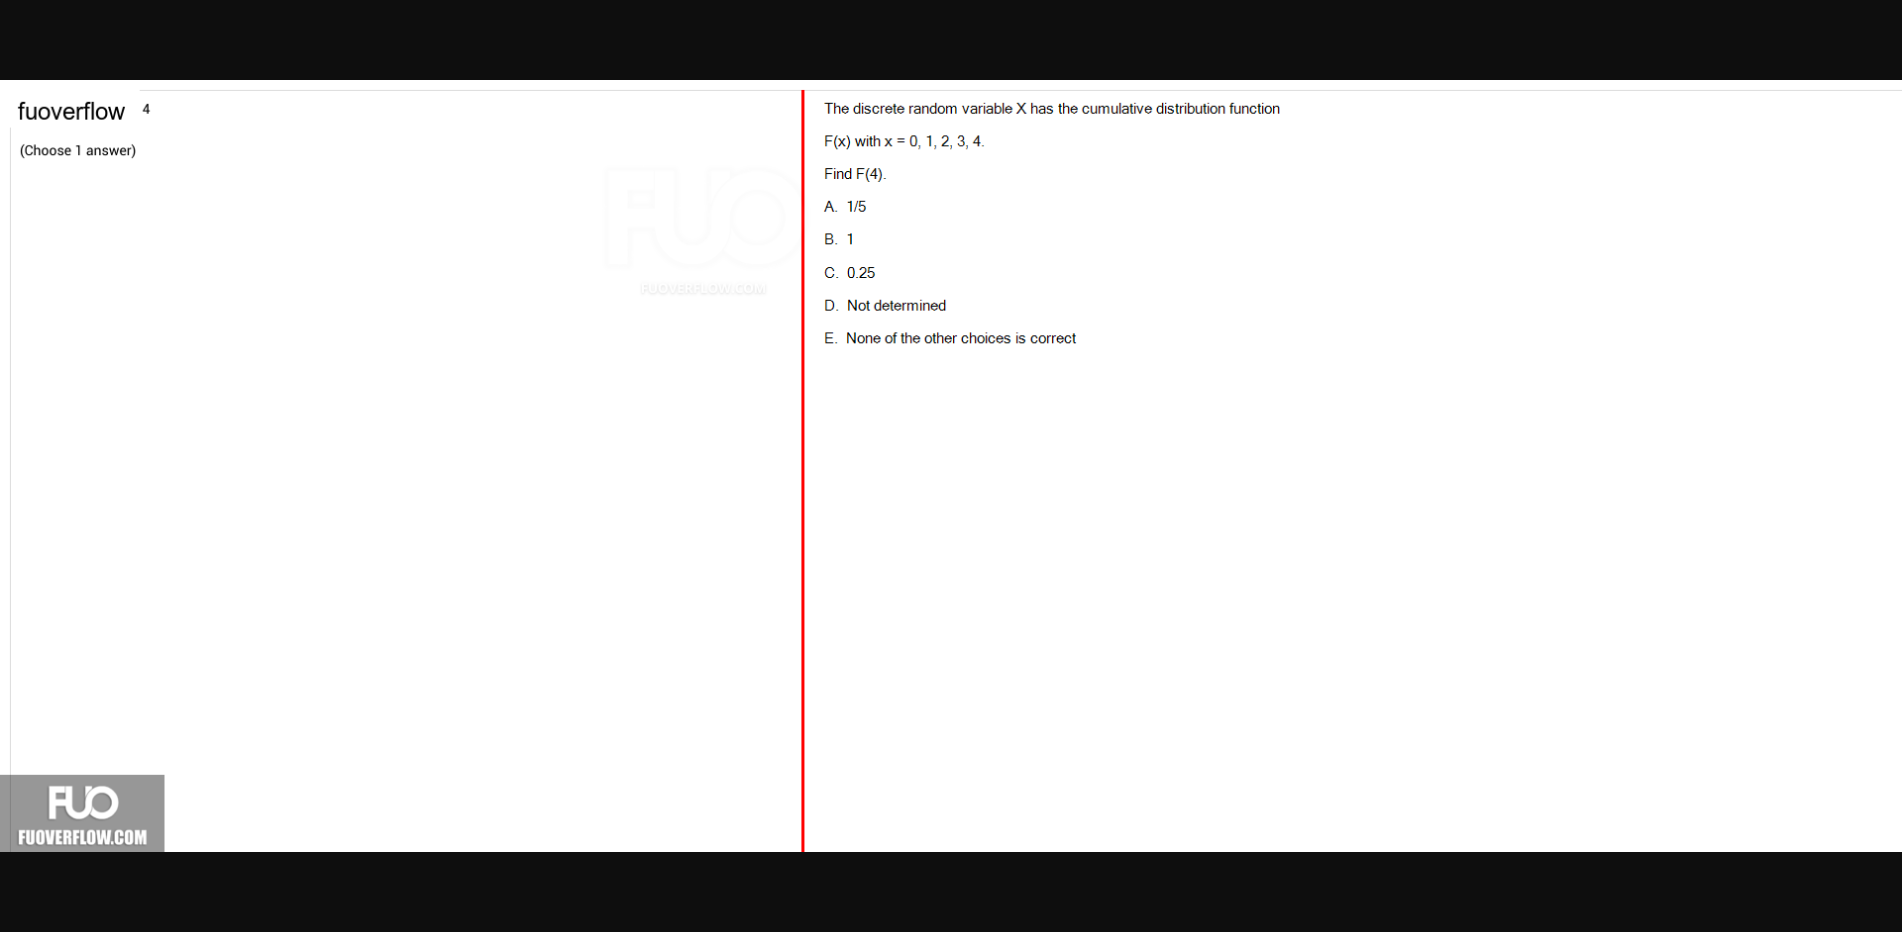 fuoverflow 4
(Choose 1 answer)
The discrete random variable X has the cumulative distribution function
F(x) with x = 0, 1, 2, 3, 4.
Find F(4).
A. 1/5
B. 1
C. 0.25
D. Not determined
E. None of the other choices is correct
FUO
FUOVERFLOW.COM
FUO
FUOVERFLOW.COM